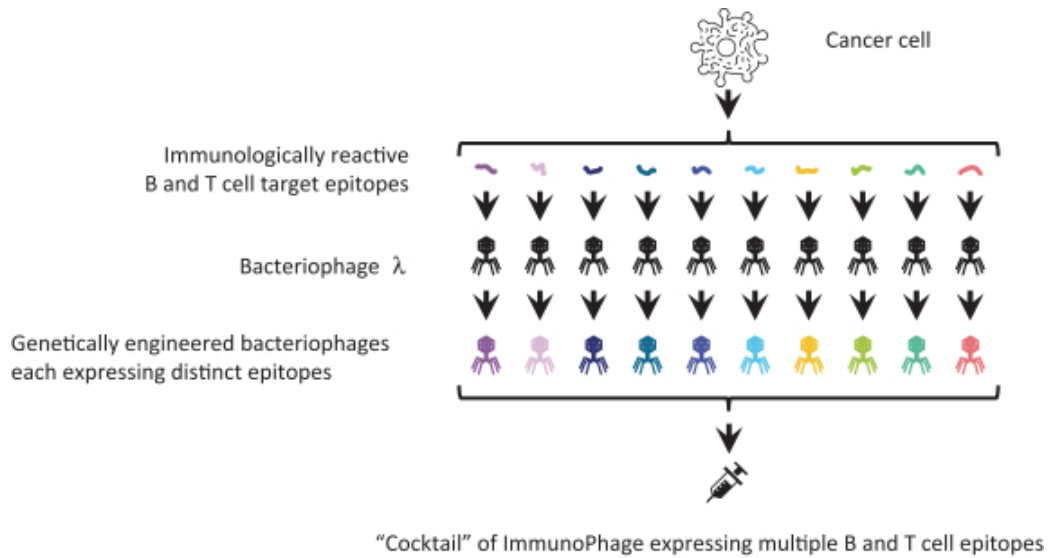 Cancer cell
Immunologically reactive
B and T cell target epitopes
Bacteriophage λ
Genetically engineered bacteriophages
each expressing distinct epitopes
“Cocktail” of ImmunoPhage expressing multiple B and T cell epitopes